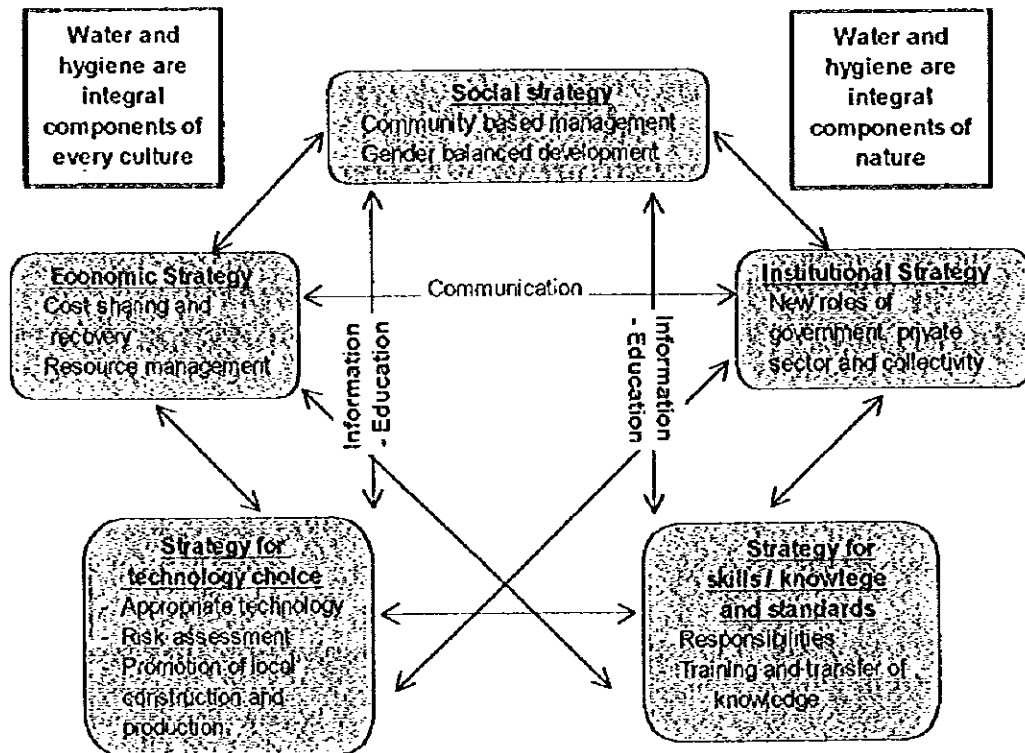 Water and
hygiene are
integral
components of
every culture
Water and
hygiene are
integral
components of
nature
Social strategy
- Community based management
- Gender balanced development
Economic Strategy
- Cost sharing and
recovery
- Resource management
Communication
Institutional Strategy
- New roles of
government, private
sector and collectivity
Information
- Education
Information
- Education
Strategy for
technology choice
- Appropriate technology
- Risk assessment
- Promotion of local
construction and
production.
Strategy for
skills / knowlege
and standards
- Responsibilities
- Training and transfer of
knowledge